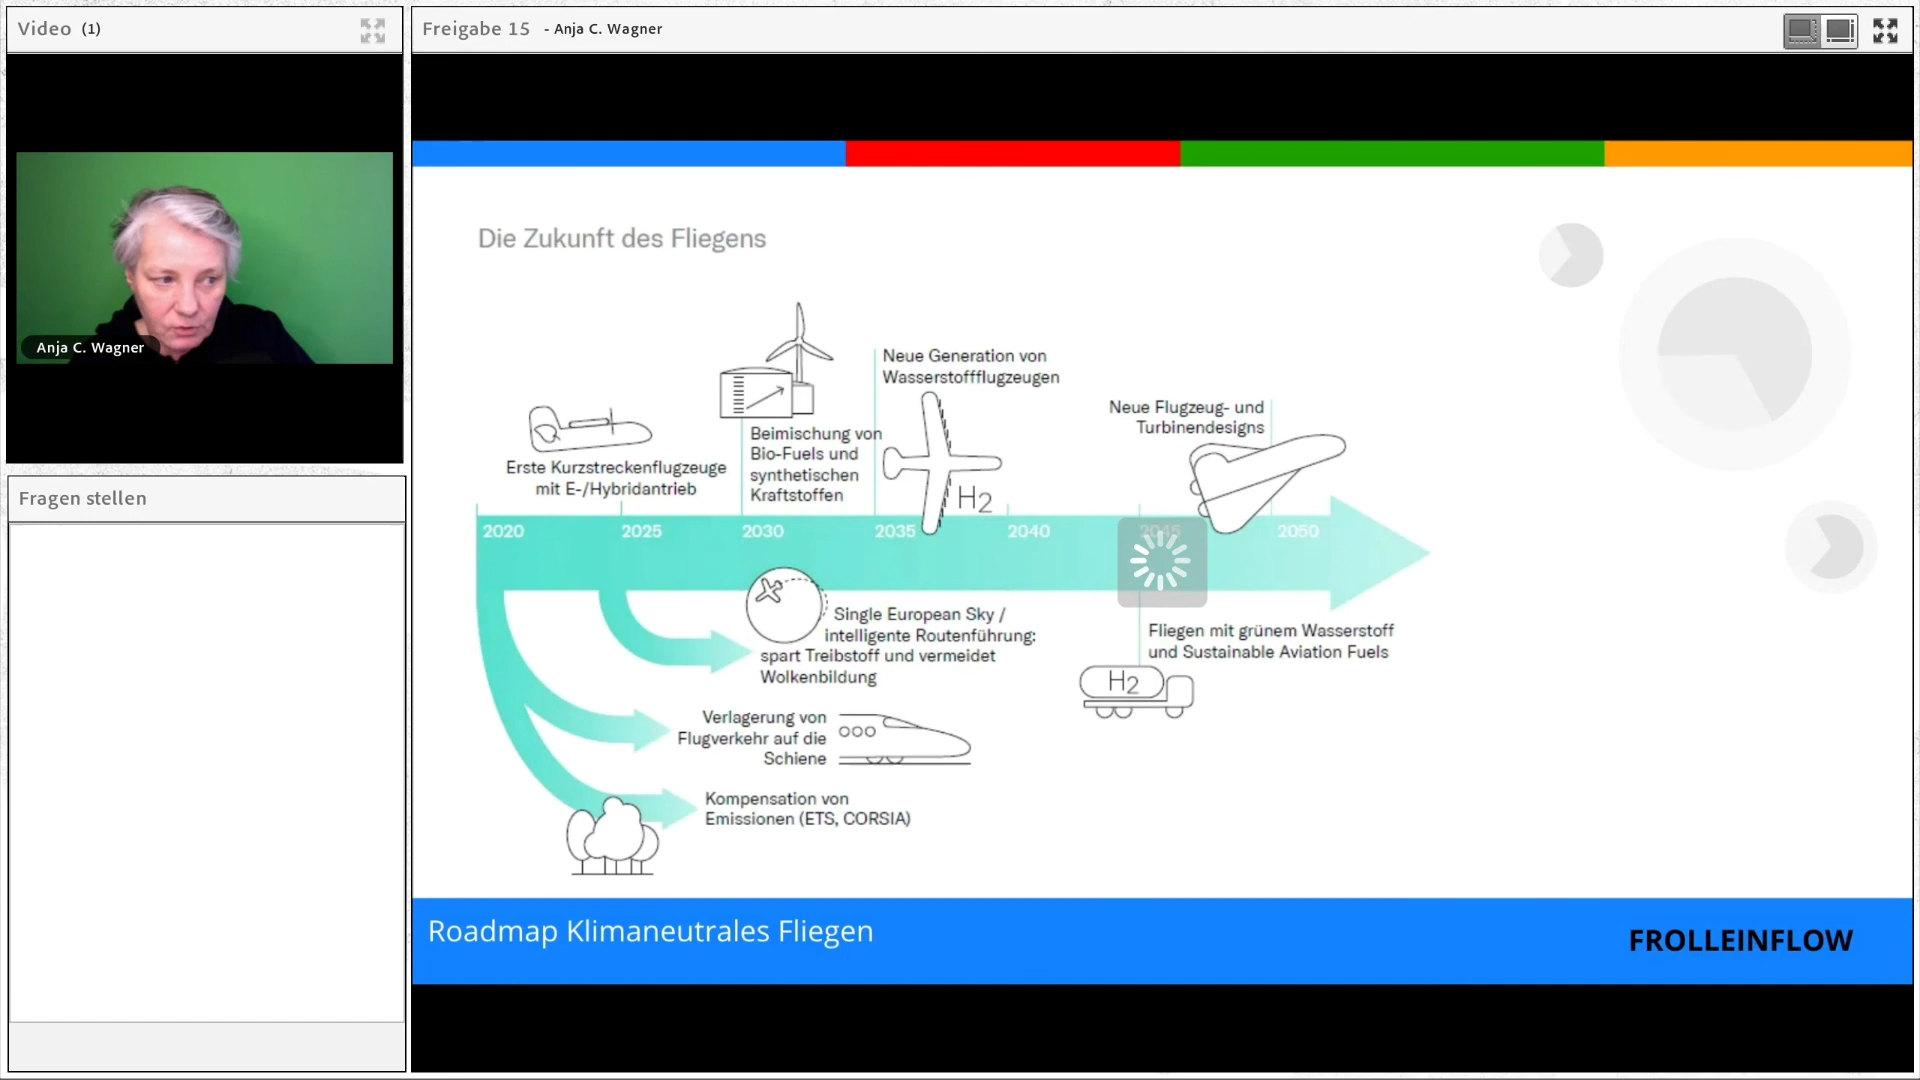 Video (1)
Freigabe 15 - Anja C. Wagner
Anja C. Wagner
Fragen stellen
Die Zukunft des Fliegens
Erste Kurzstreckenflugzeuge
mit E-/Hybridantrieb
Beimischung von
Bio-Fuels und
synthetischen
Kraftstoffen
Neue Generation von
Wasserstoffflugzeugen
H2
Neue Flugzeug- und
Turbinendesigns
2020 2025 2030 2035 2040 2045 2050
Single European Sky /
intelligente Routenführung:
spart Treibstoff und vermeidet
Wolkenbildung
Fliegen mit grünem Wasserstoff
und Sustainable Aviation Fuels
H2
Verlagerung von
Flugverkehr auf die
Schiene
Kompensation von
Emissionen (ETS, CORSIA)
Roadmap Klimaneutrales Fliegen
FROLLEINFLOW